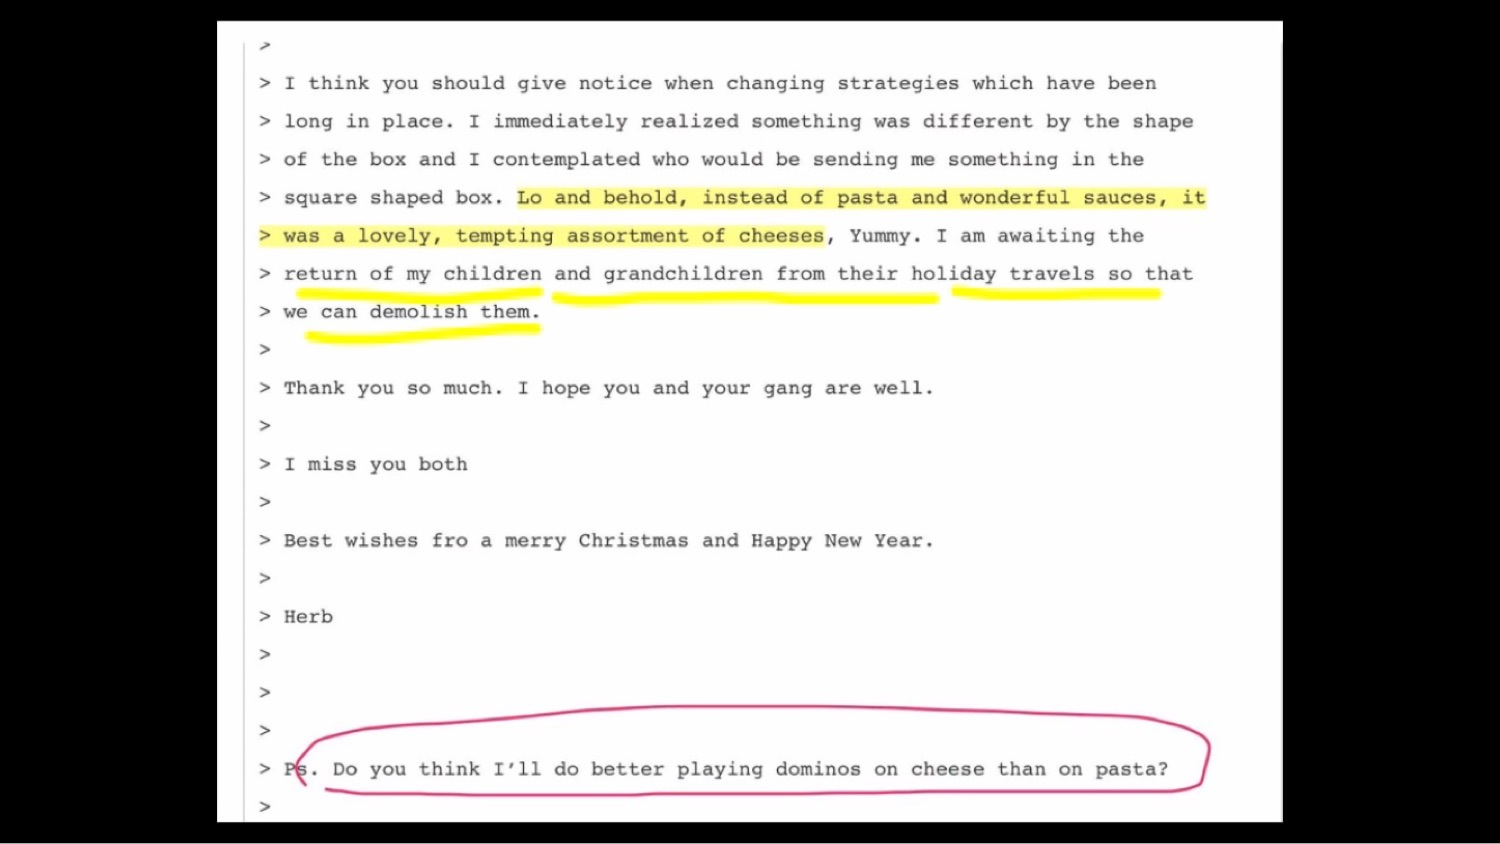 >
> I think you should give notice when changing strategies which have been
> long in place. I immediately realized something was different by the shape
> of the box and I contemplated who would be sending me something in the
> square shaped box. Lo and behold, instead of pasta and wonderful sauces, it
> was a lovely, tempting assortment of cheeses, Yummy. I am awaiting the
> return of my children and grandchildren from their holiday travels so that
> we can demolish them.
>
> Thank you so much. I hope you and your gang are well.
>
> I miss you both
>
> Best wishes fro a merry Christmas and Happy New Year.
>
> Herb
>
>
>
> Ps. Do you think I’ll do better playing dominos on cheese than on pasta?
>